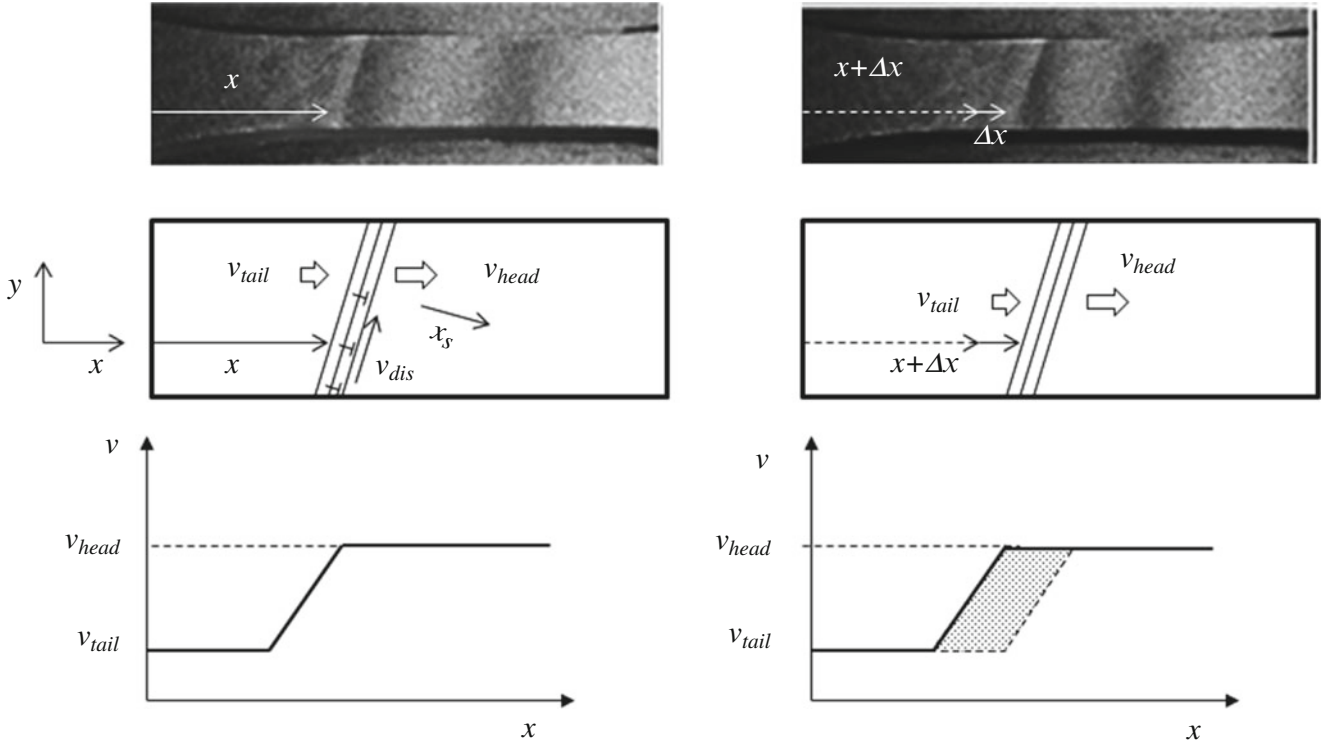 x
x+Δx
Δx
y
x
v_tail
v_head
x_s
x
v_dis
v_head
v_tail
x+Δx
v
v_head
v_tail
x
v
v_head
v_tail
x